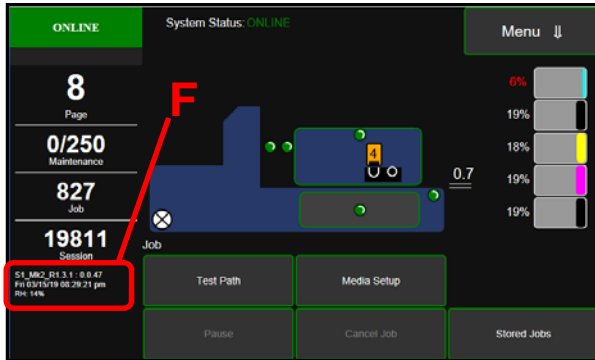 ONLINE
System Status: ONLINE
Menu ⇓
8
Page
0/250
Maintenance
827
Job
19811
Session
S1_Mk2_R1.3.1 : 0.0.47
Fri 03/15/19 08:29:21 pm
RH: 14%
F
4
0.7
6%
19%
18%
19%
19%
Job
Test Path
Media Setup
Pause
Cancel Job
Stored Jobs